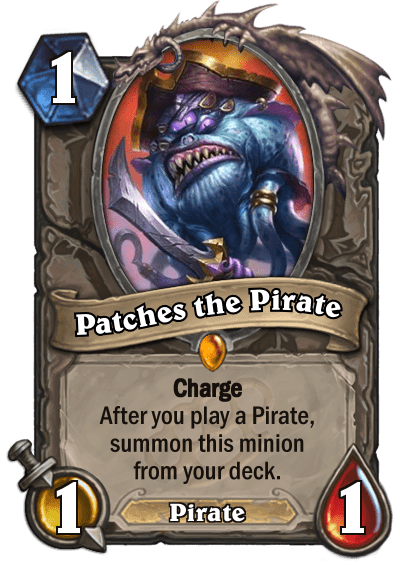 1
Patches the Pirate
Charge
After you play a Pirate,
summon this minion
from your deck.
1
Pirate
1